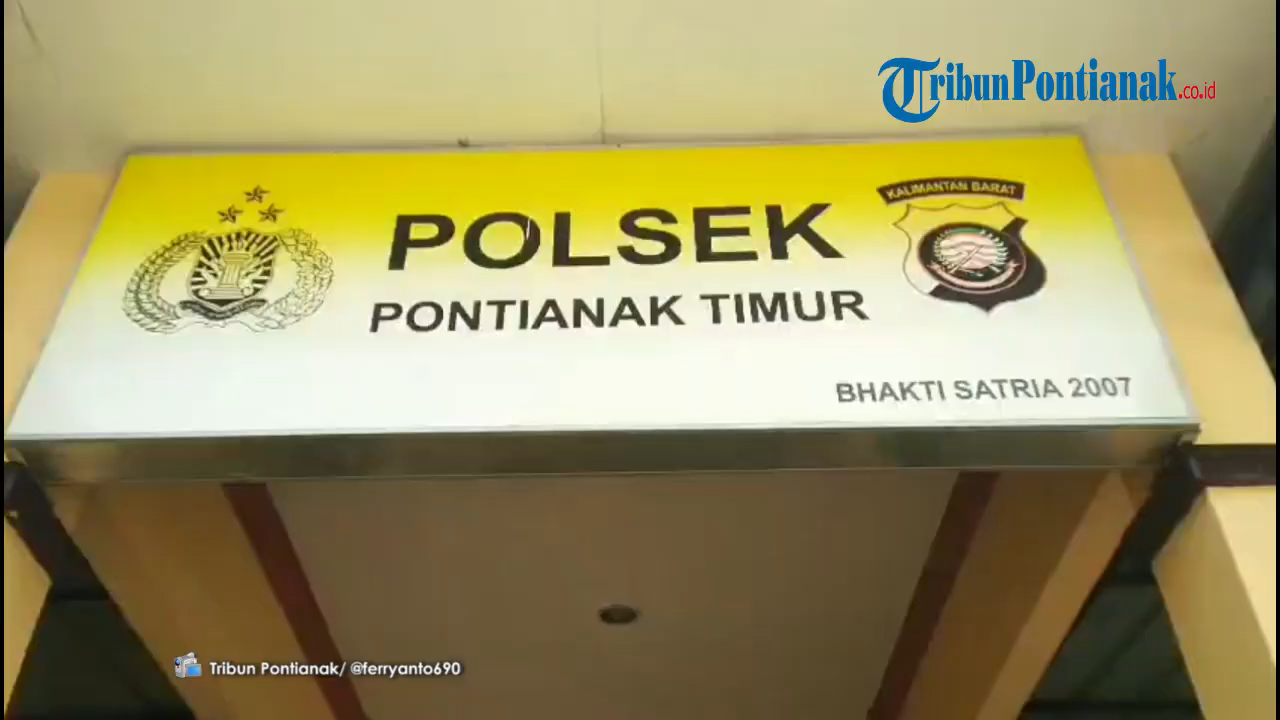 TribunPontianak.co.id
KALIMANTAN BARAT
POLSEK
PONTIANAK TIMUR
BHAKTI SATRIA 2007
Tribun Pontianak/ @ferryanto690